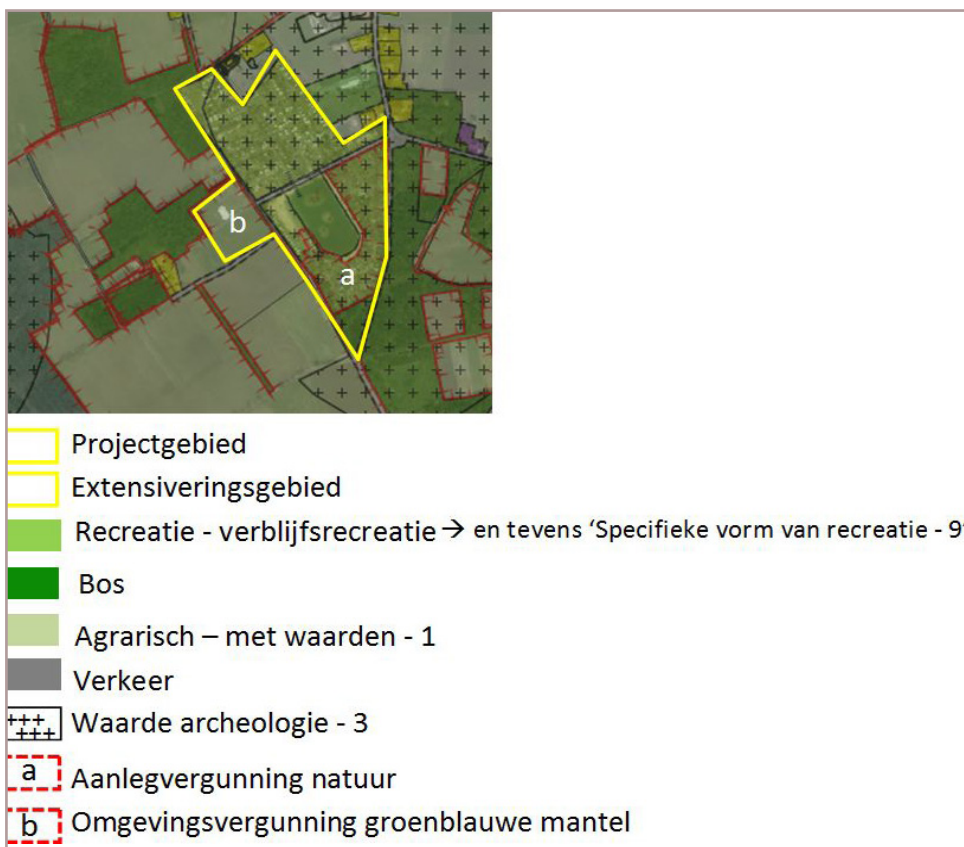 b
a
Projectgebied
Extensiveringsgebied
Recreatie - verblijfsrecreatie → en tevens ‘Specifieke vorm van recreatie - 9’
Bos
Agrarisch – met waarden - 1
Verkeer
Waarde archeologie - 3
a Aanlegvergunning natuur
b Omgevingsvergunning groenblauwe mantel